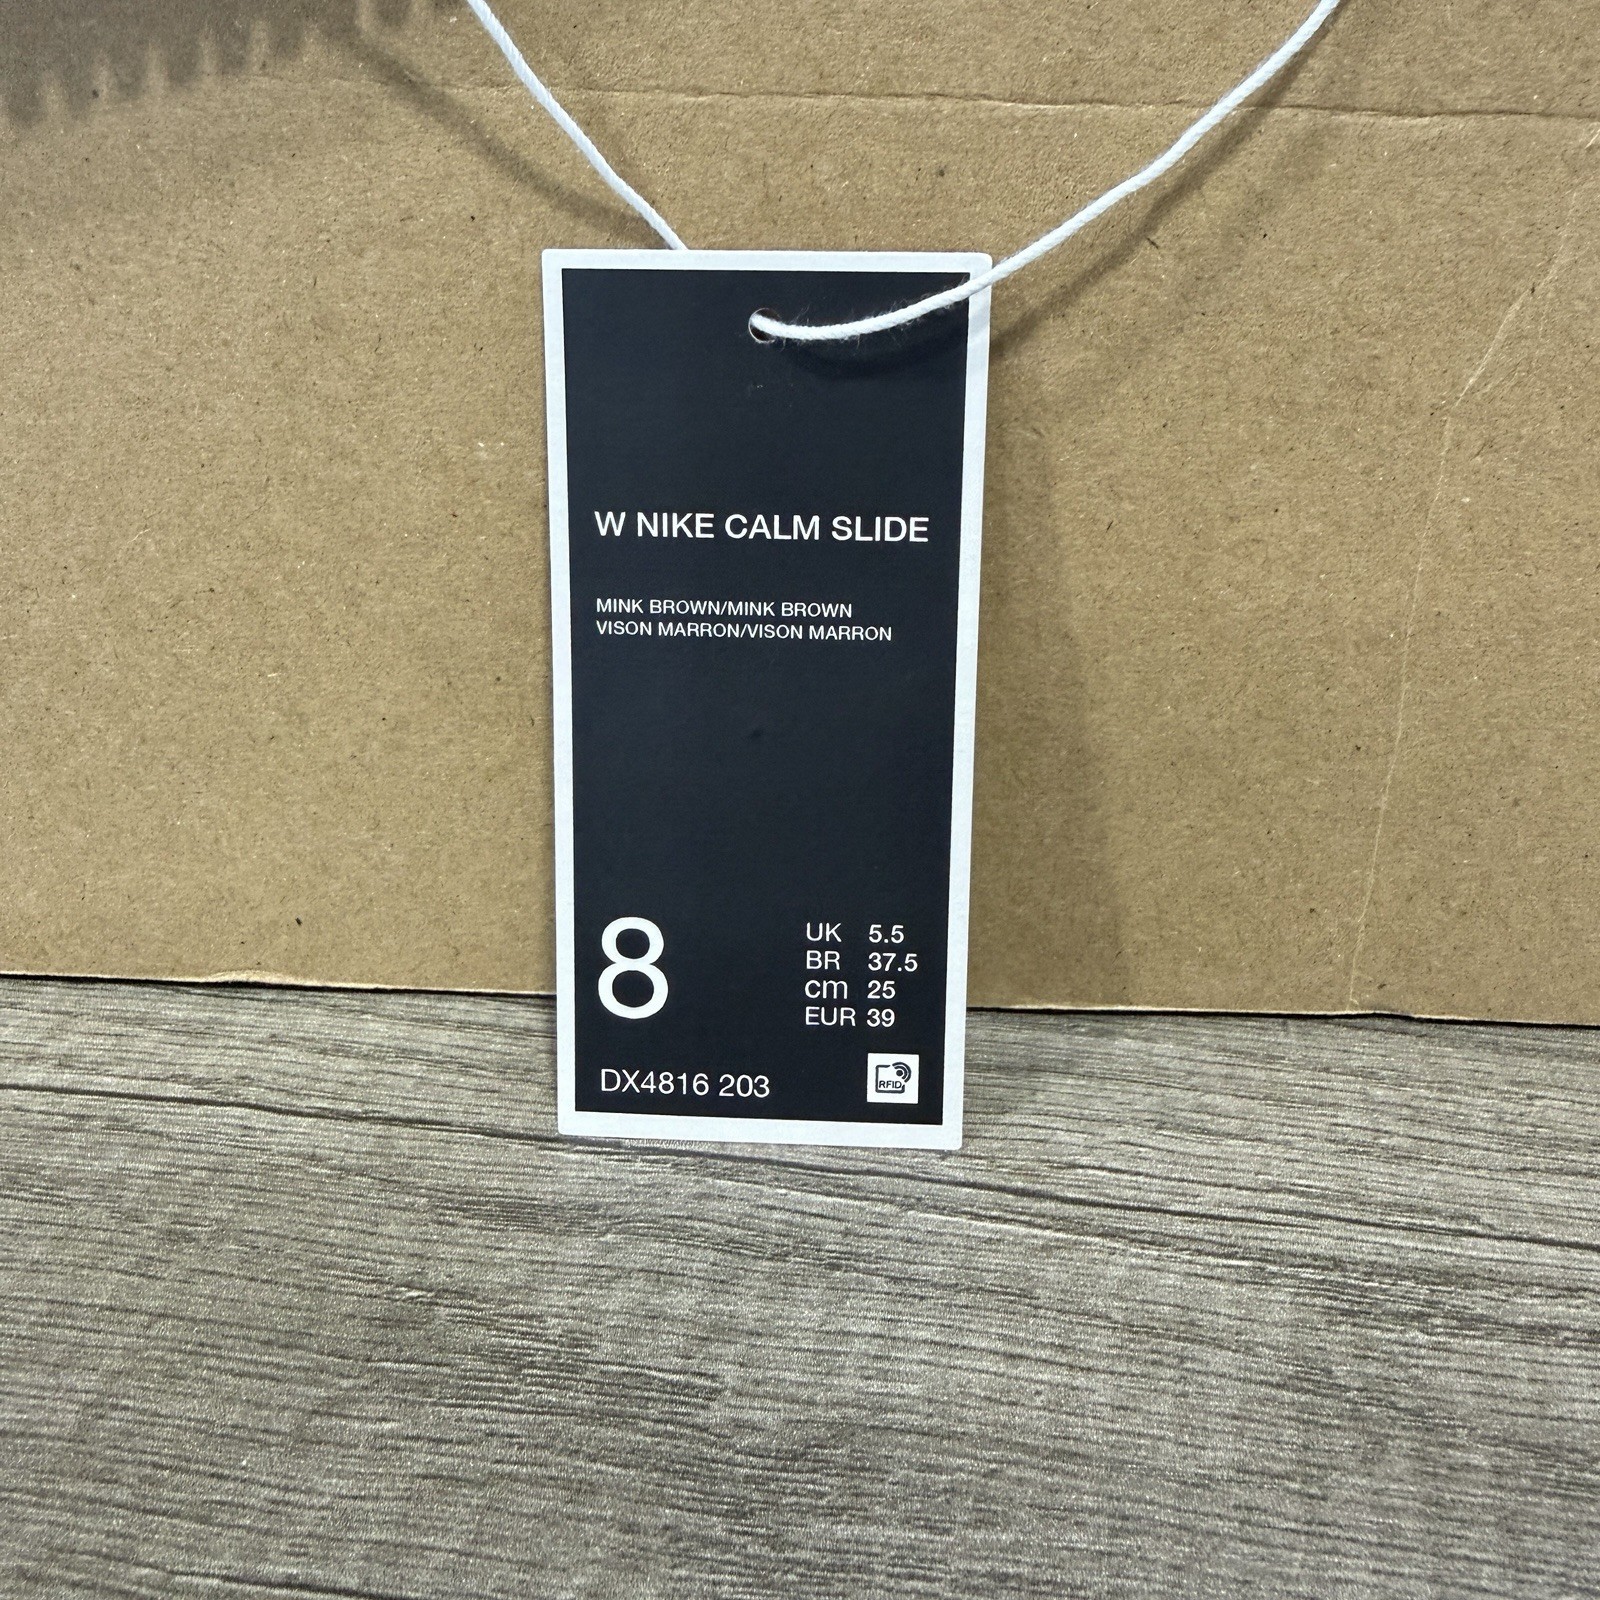 W NIKE CALM SLIDE
MINK BROWN/MINK BROWN
VISON MARRON/VISON MARRON
8
UK 5.5
BR 37.5
cm 25
EUR 39
DX4816 203
RFID